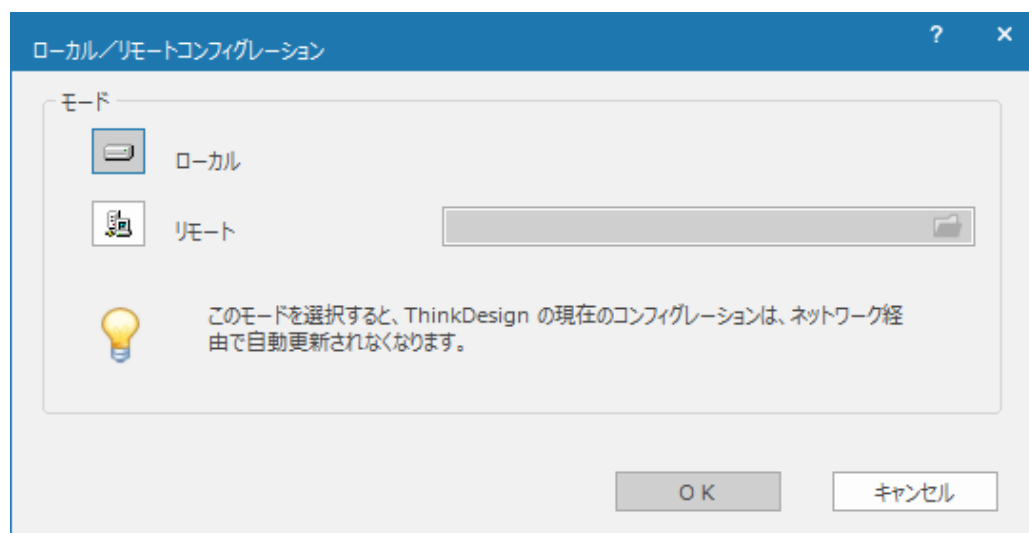 ローカル／リモートコンフィグレーション
? ×
モード
ローカル
リモート
このモードを選択すると、ThinkDesign の現在のコンフィグレーションは、ネットワーク経
由で自動更新されなくなります。
OK キャンセル